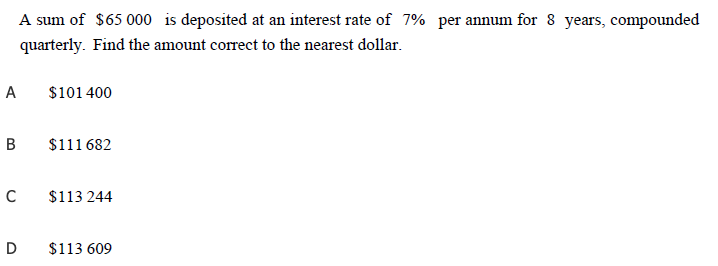 A sum of $65 000 is deposited at an interest rate of 7% per annum for 8 years, compounded
quarterly. Find the amount correct to the nearest dollar.
A $101 400
B $111 682
C $113 244
D $113 609